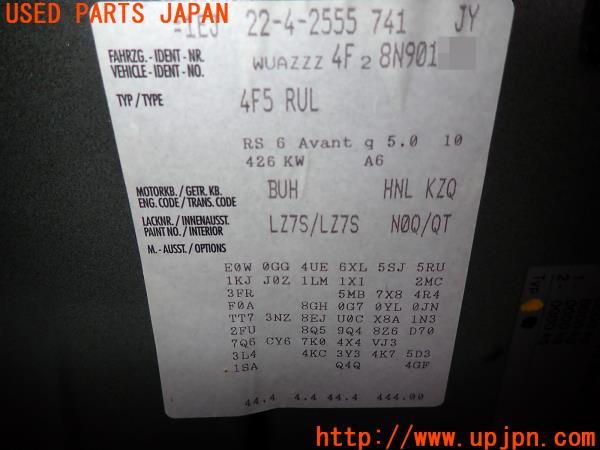 USED PARTS JAPAN
22-4-2555 741 JY
FAHRZG.-IDENT-NR.
VEHICLE-IDENT-NO.
WUAZZZ 4F 2 8N901
TYP/TYPE
4F5 RUL
RS 6 Avant q 5.0 10
426 KW A6
MOTORKB./GETR.KB.
ENG.CODE/TRANS.CODE
BUH HNL KZQ
LACKNR./INNENAUSST.
PAINT NO./INTERIOR
LZ7S/LZ7S N0Q/QT
M.-AUSST./OPTIONS
E0W 0GG 4UE 6XL 5SJ 5RU
1KJ J0Z 1LM 1X1 2MC
3FR 5MB 7X8 4R4
F0A 8GH 0G7 0YL 0JN
TT7 3NZ 8EJ U0C X8A 1N3
2FU 8Q5 9Q4 8Z6 D70
7Q6 CY6 7K0 4X4 VJ3
3L4 4KC 3Y3 4K7 5D3
1SA Q4Q 4GF
44.4 4.4 44.4 444.00
Typ
http://www.upjpn.com/